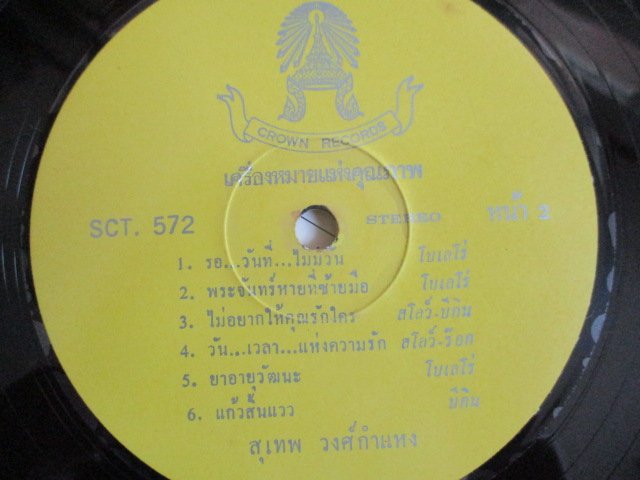 CROWN RECORDS
เครื่องหมายแห่งคุณภาพ
SCT. 572 STEREO หน้า 2
1. รอ...วันที่...ไม่มีวัน โบเลโร่
2. พระจันทร์หายที่ซ้ายมือ โบเลโร่
3. ไม่อยากให้คุณรักใคร สโลว์-บีกิน
4. วัน...เวลา...แห่งความรัก สโลว์-ร๊อค
5. ยาอายุวัฒนะ โบเลโร่
6. แก้วสิ้นแวว บีกิน
สุเทพ วงศ์กำแหง